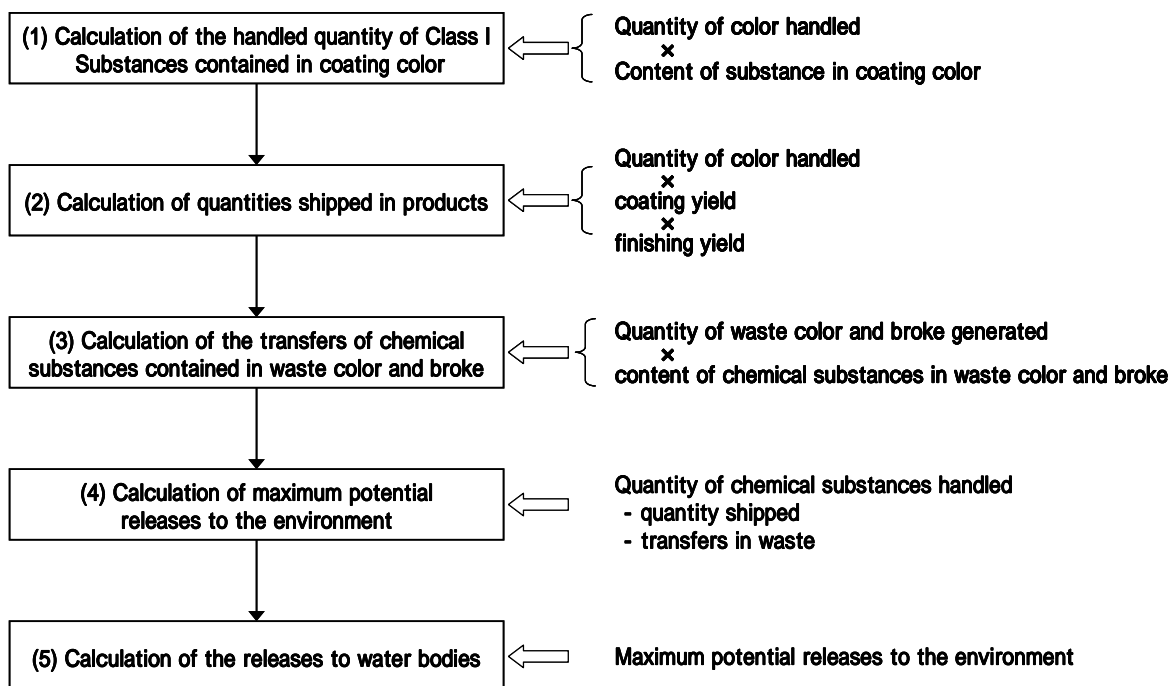 (1) Calculation of the handled quantity of Class I
Substances contained in coating color
Quantity of color handled
×
Content of substance in coating color
(2) Calculation of quantities shipped in products
Quantity of color handled
×
coating yield
×
finishing yield
(3) Calculation of the transfers of chemical
substances contained in waste color and broke
Quantity of waste color and broke generated
×
content of chemical substances in waste color and broke
(4) Calculation of maximum potential
releases to the environment
Quantity of chemical substances handled
- quantity shipped
- transfers in waste
(5) Calculation of the releases to water bodies
Maximum potential releases to the environment